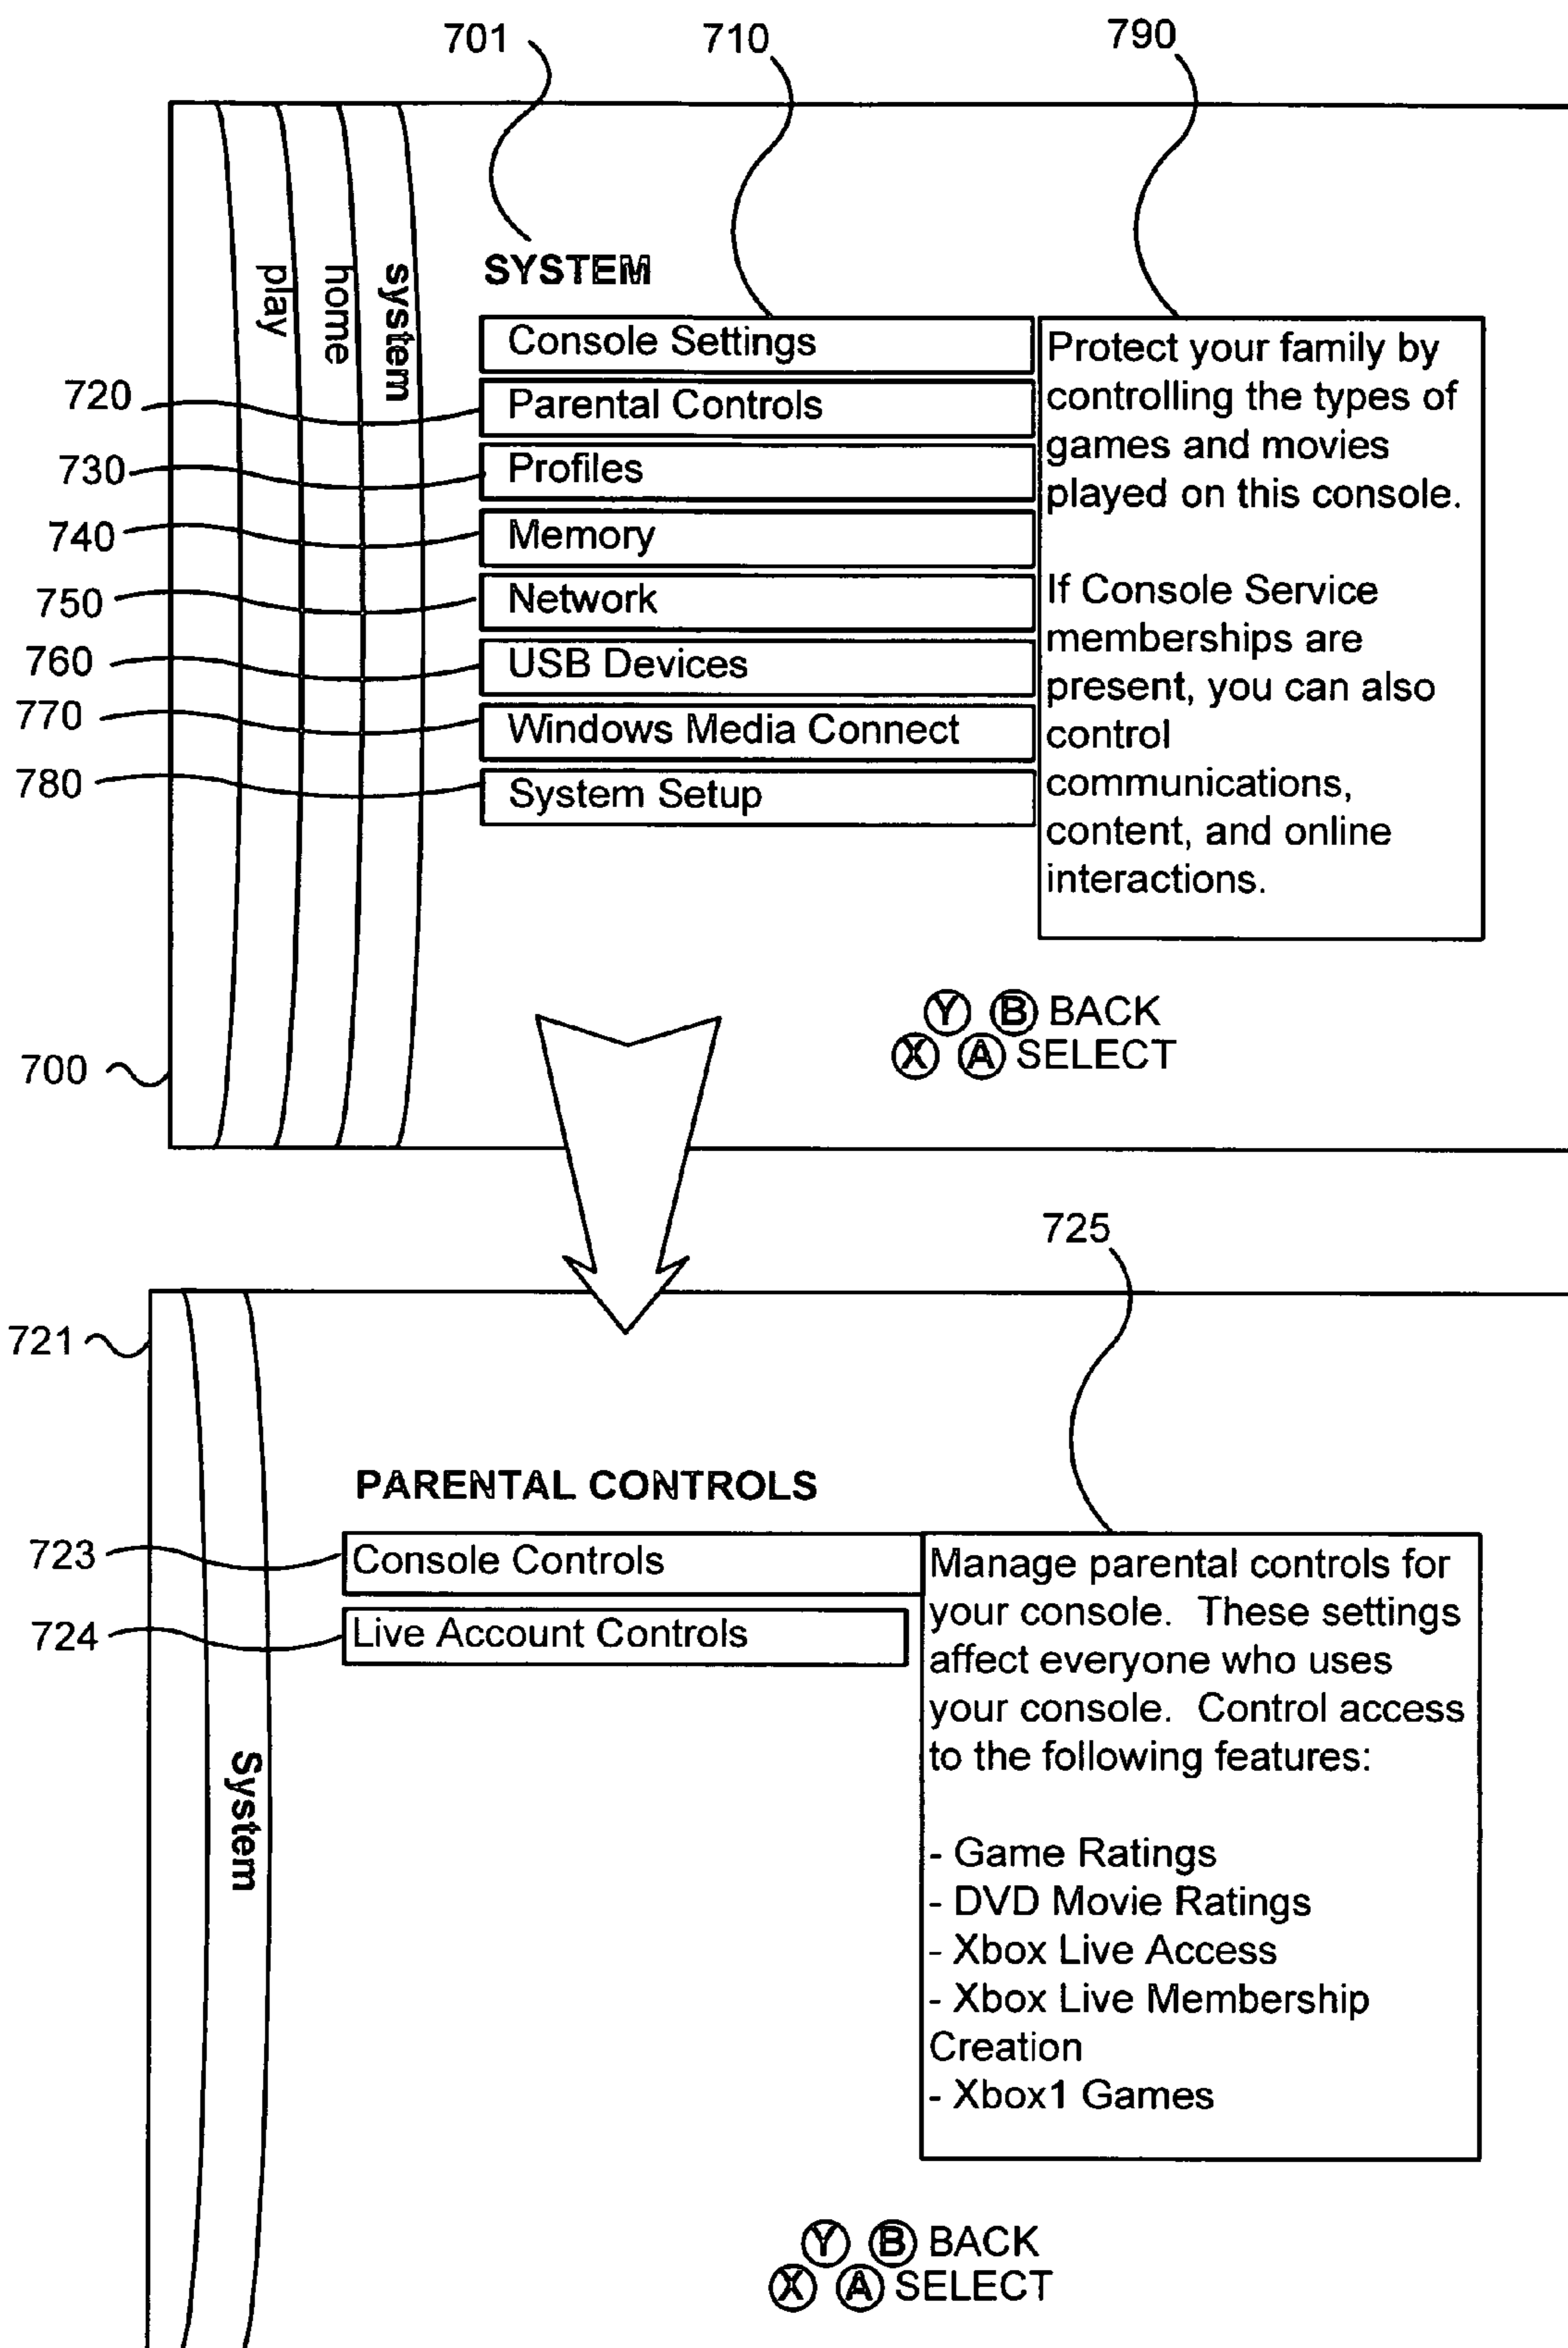 701
710
790
play
home
system
SYSTEM
Console Settings
720
Parental Controls
730
Profiles
740
Memory
750
Network
760
USB Devices
770
Windows Media Connect
780
System Setup
Protect your family by
controlling the types of
games and movies
played on this console.
If Console Service
memberships are
present, you can also
control
communications,
content, and online
interactions.
Y B BACK
X A SELECT
700
725
721
System
PARENTAL CONTROLS
723
Console Controls
724
Live Account Controls
Manage parental controls for
your console. These settings
affect everyone who uses
your console. Control access
to the following features:
- Game Ratings
- DVD Movie Ratings
- Xbox Live Access
- Xbox Live Membership
Creation
- Xbox1 Games
Y B BACK
X A SELECT